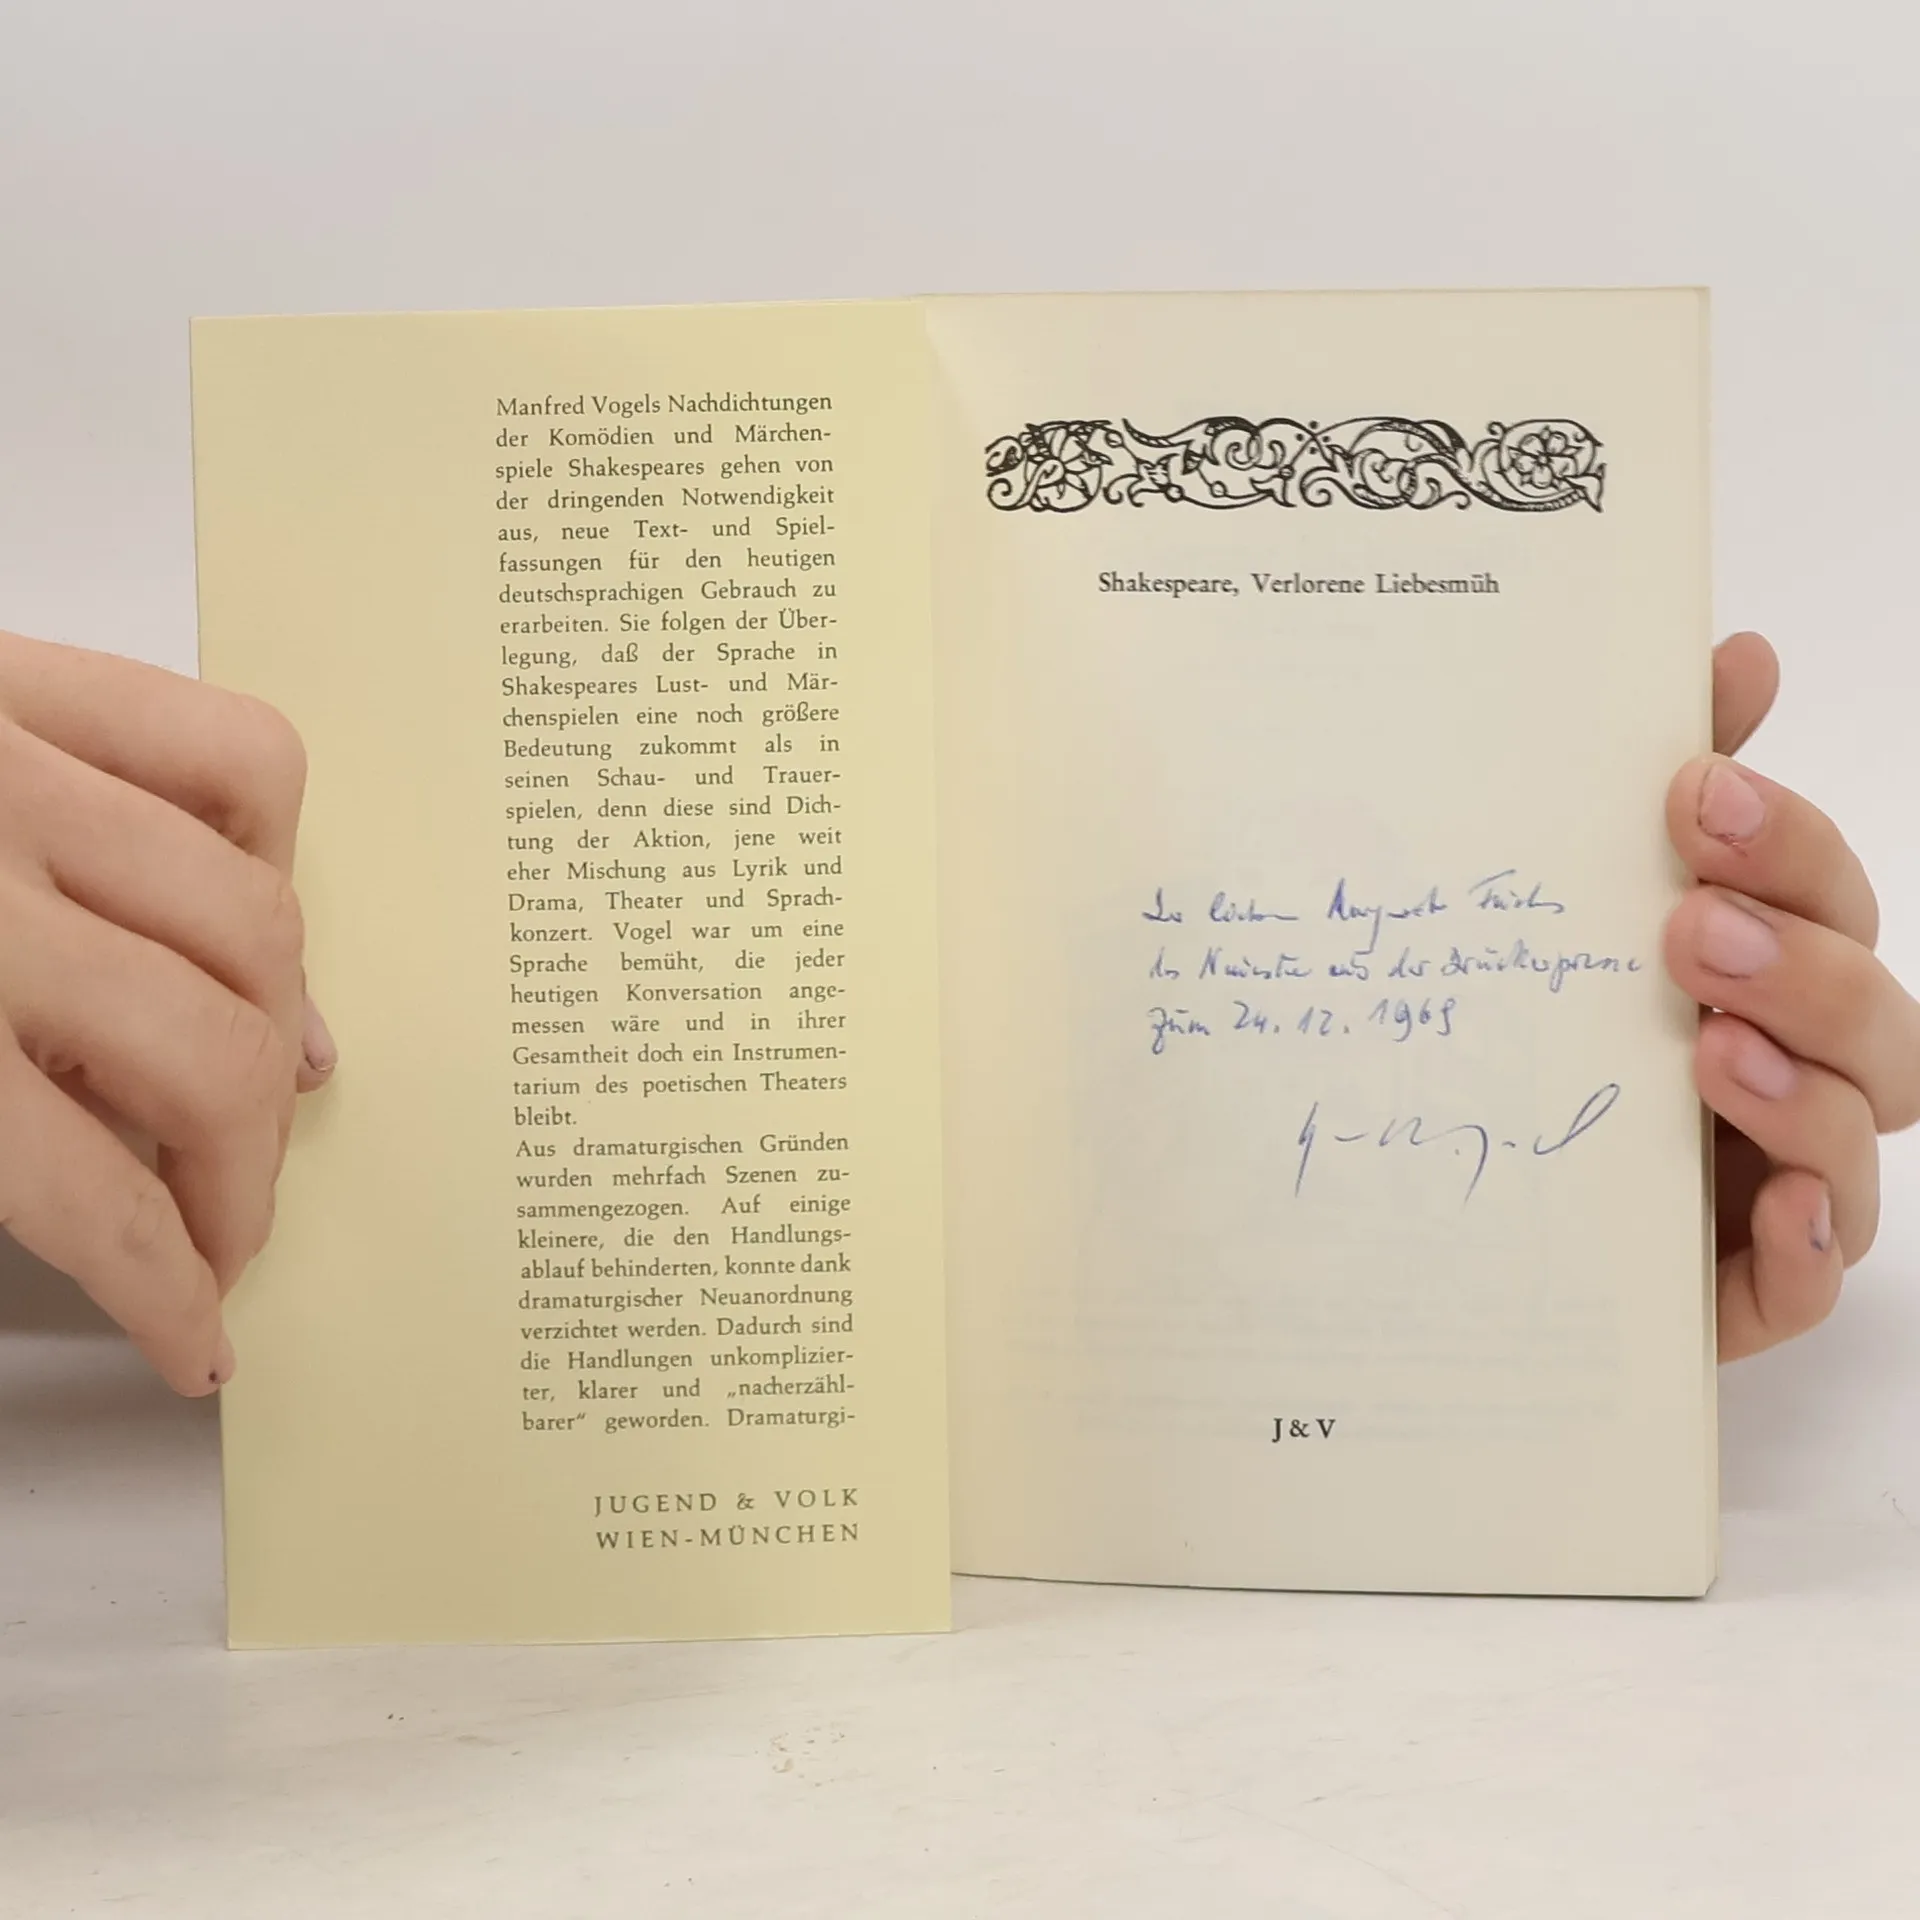 Manfred Vogels Nachdichtungen
der Komödien und Märchen-
spiele Shakespeares gehen von
der dringenden Notwendigkeit
aus, neue Text- und Spiel-
fassungen für den heutigen
deutschsprachigen Gebrauch zu
erarbeiten. Sie folgen der Über-
legung, daß der Sprache in
Shakespeares Lust- und Mär-
chenspielen eine noch größere
Bedeutung zukommt als in
seinen Schau- und Trauer-
spielen, denn diese sind Dich-
tung der Aktion, jene weit
eher Mischung aus Lyrik und
Drama, Theater und Sprach-
konzert. Vogel war um eine
Sprache bemüht, die jeder
heutigen Konversation ange-
messen wäre und in ihrer
Gesamtheit doch ein Instrumen-
tarium des poetischen Theaters
bleibt.
Aus dramaturgischen Gründen
wurden mehrfach Szenen zu-
sammengezogen. Auf einige
kleinere, die den Handlungs-
ablauf behinderten, konnte dank
dramaturgischer Neuanordnung
verzichtet werden. Dadurch sind
die Handlungen unkomplizier-
ter, klarer und „nacherzähl-
barer“ geworden. Dramaturgi-
JUGEND & VOLK
WIEN-MÜNCHEN
Shakespeare, Verlorene Liebesmüh
Der lieben
aus der Druckerpresse
zum 24. 12. 1969
J & V